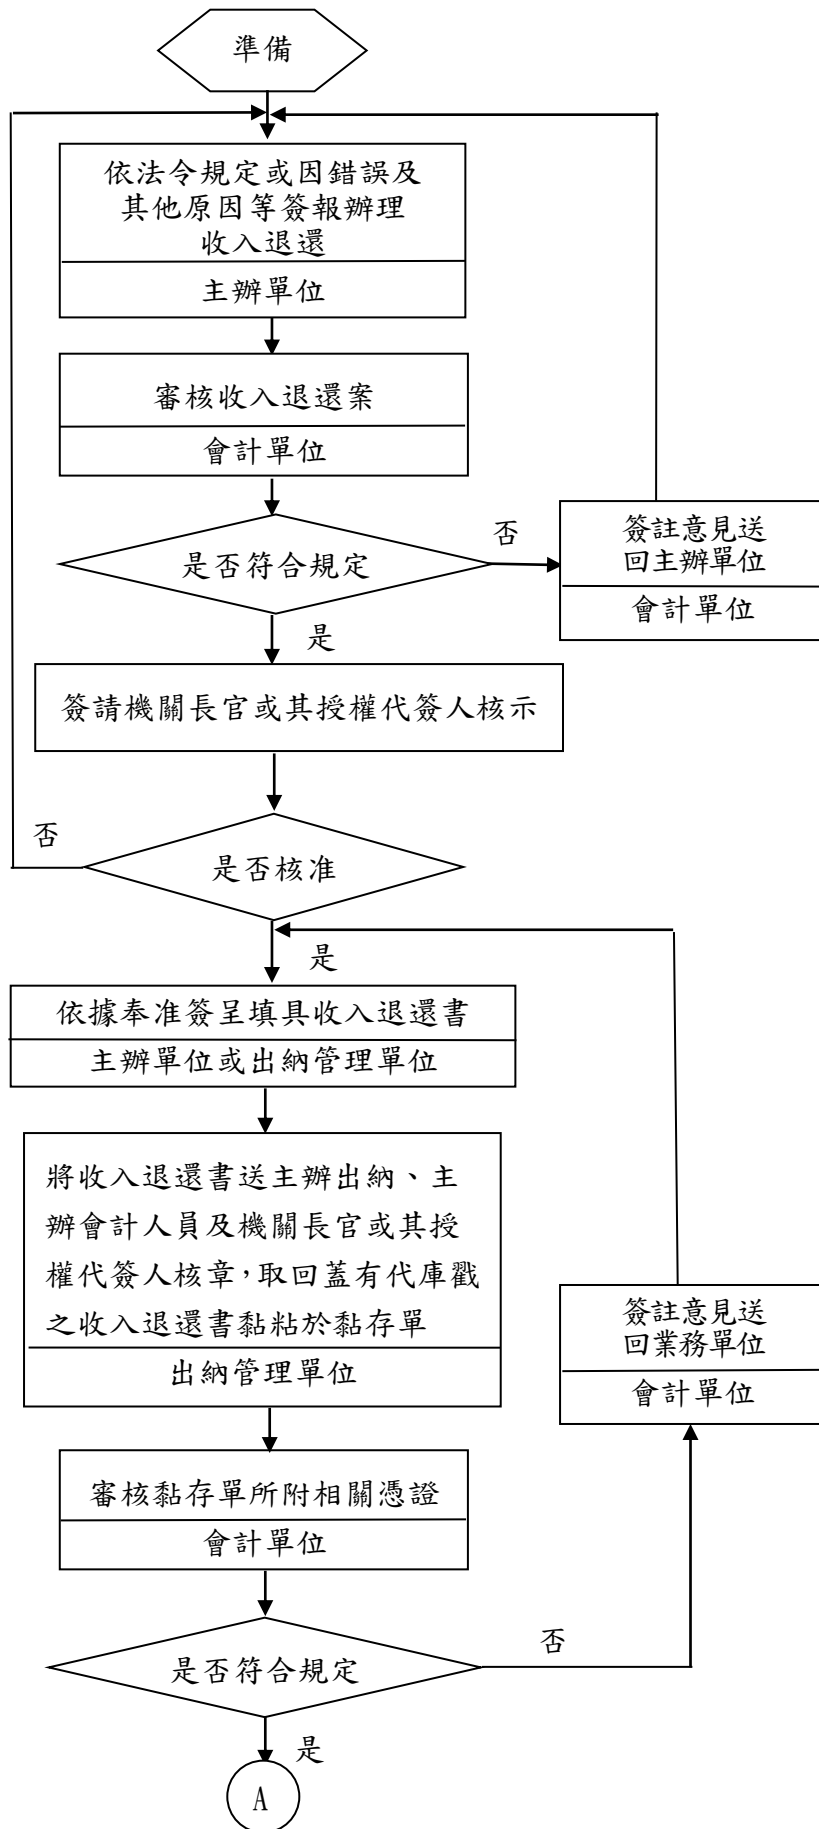 準備
依法令規定或因錯誤及
其他原因等簽報辦理
收入退還
主辦單位
審核收入退還案
會計單位
是否符合規定
否
簽註意見送
回主辦單位
會計單位
是
簽請機關長官或其授權代簽人核示
否
是否核准
是
依據奉准簽呈填具收入退還書
主辦單位或出納管理單位
將收入退還書送主辦出納、主
辦會計人員及機關長官或其授
權代簽人核章，取回蓋有代庫戳
之收入退還書黏粘於黏存單
出納管理單位
簽註意見送
回業務單位
會計單位
審核黏存單所附相關憑證
會計單位
是否符合規定
否
是
A